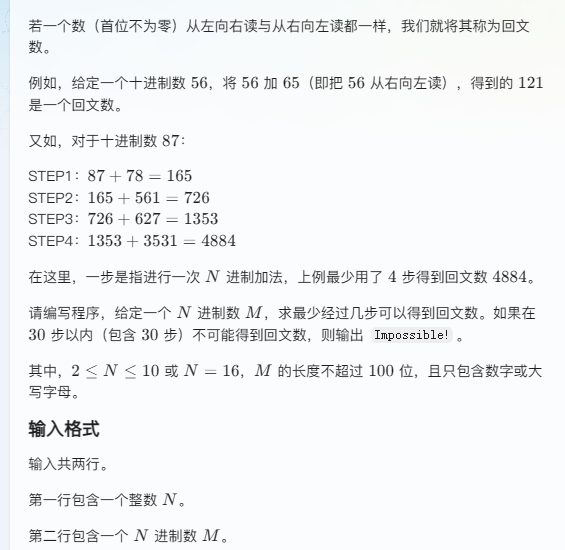 若一个数（首位不为零）从左向右读与从右向左读都一样，我们就将其称为回文
数。
例如，给定一个十进制数 56，将 56 加 65（即把 56 从右向左读），得到的 121
是一个回文数。
又如，对于十进制数 87：
STEP1：87 + 78 = 165
STEP2：165 + 561 = 726
STEP3：726 + 627 = 1353
STEP4：1353 + 3531 = 4884
在这里，一步是指进行一次 N 进制加法，上例最少用了 4 步得到回文数 4884。
请编写程序，给定一个 N 进制数 M，求最少经过几步可以得到回文数。如果在
30 步以内（包含 30 步）不可能得到回文数，则输出 Impossible! 。
其中，2 ≤ N ≤ 10 或 N = 16，M 的长度不超过 100 位，且只包含数字或大
写字母。
输入格式
输入共两行。
第一行包含一个整数 N。
第二行包含一个 N 进制数 M。